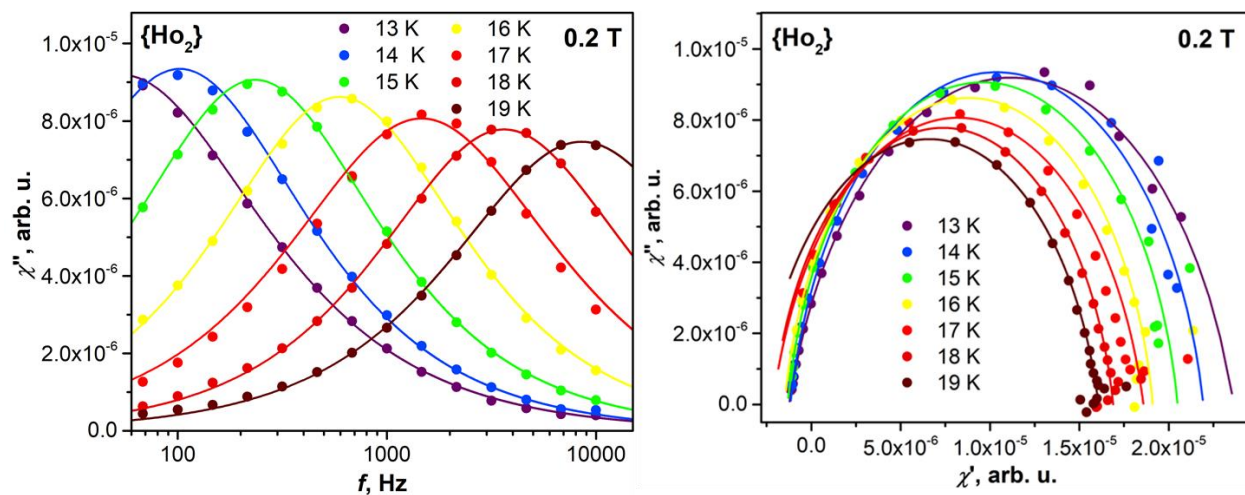 {Ho₂}
0.2 T
13 K
14 K
15 K
16 K
17 K
18 K
19 K
χ'', arb. u.
1.0x10⁻⁵
8.0x10⁻⁶
6.0x10⁻⁶
4.0x10⁻⁶
2.0x10⁻⁶
0.0
100 1000 10000
f, Hz
{Ho₂}
0.2 T
χ'', arb. u.
1.0x10⁻⁵
8.0x10⁻⁶
6.0x10⁻⁶
4.0x10⁻⁶
2.0x10⁻⁶
0.0
13 K
14 K
15 K
16 K
17 K
18 K
19 K
0.0 5.0x10⁻⁶ 1.0x10⁻⁵ 1.5x10⁻⁵ 2.0x10⁻⁵
χ', arb. u.